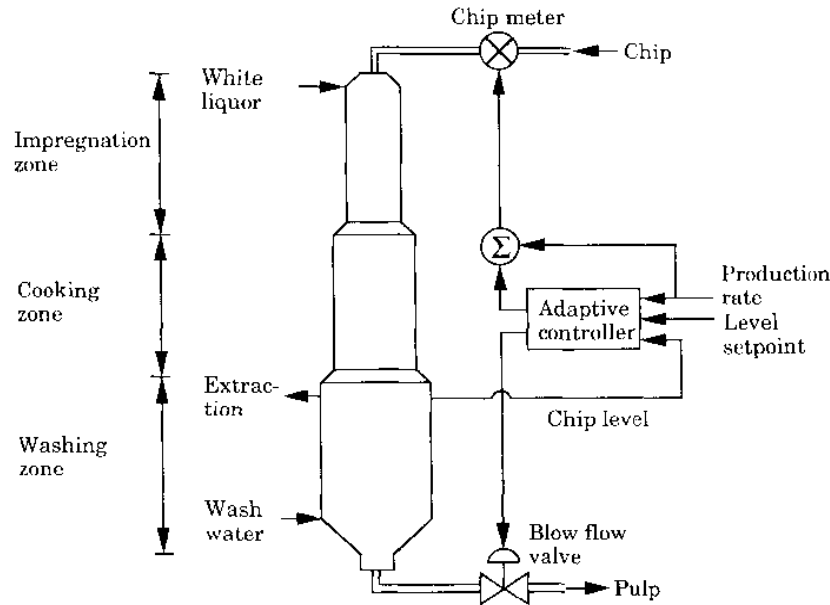 Chip meter
Chip
White
liquor
Impregnation
zone
Σ
Production
rate
Cooking
zone
Adaptive
controller
Level
setpoint
Extrac-
tion
Chip level
Washing
zone
Wash
water
Blow flow
valve
Pulp